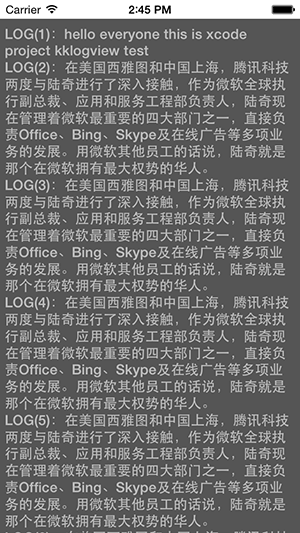 Carrier 2:45 PM
LOG(1)：hello everyone this is xcode
project kklogview test
LOG(2)：在美国西雅图和中国上海，腾讯科技
两度与陆奇进行了深入接触，作为微软全球执
行副总裁、应用和服务工程部负责人，陆奇现
在管理着微软最重要的四大部门之一，直接负
责Office、Bing、Skype及在线广告等多项业
务的发展。用微软其他员工的话说，陆奇就是
那个在微软拥有最大权势的华人。
LOG(3)：在美国西雅图和中国上海，腾讯科技
两度与陆奇进行了深入接触，作为微软全球执
行副总裁、应用和服务工程部负责人，陆奇现
在管理着微软最重要的四大部门之一，直接负
责Office、Bing、Skype及在线广告等多项业
务的发展。用微软其他员工的话说，陆奇就是
那个在微软拥有最大权势的华人。
LOG(4)：在美国西雅图和中国上海，腾讯科技
两度与陆奇进行了深入接触，作为微软全球执
行副总裁、应用和服务工程部负责人，陆奇现
在管理着微软最重要的四大部门之一，直接负
责Office、Bing、Skype及在线广告等多项业
务的发展。用微软其他员工的话说，陆奇就是
那个在微软拥有最大权势的华人。
LOG(5)：在美国西雅图和中国上海，腾讯科技
两度与陆奇进行了深入接触，作为微软全球执
行副总裁、应用和服务工程部负责人，陆奇现
在管理着微软最重要的四大部门之一，直接负
责Office、Bing、Skype及在线广告等多项业
务的发展。用微软其他员工的话说，陆奇就是
那个在微软拥有最大权势的华人。